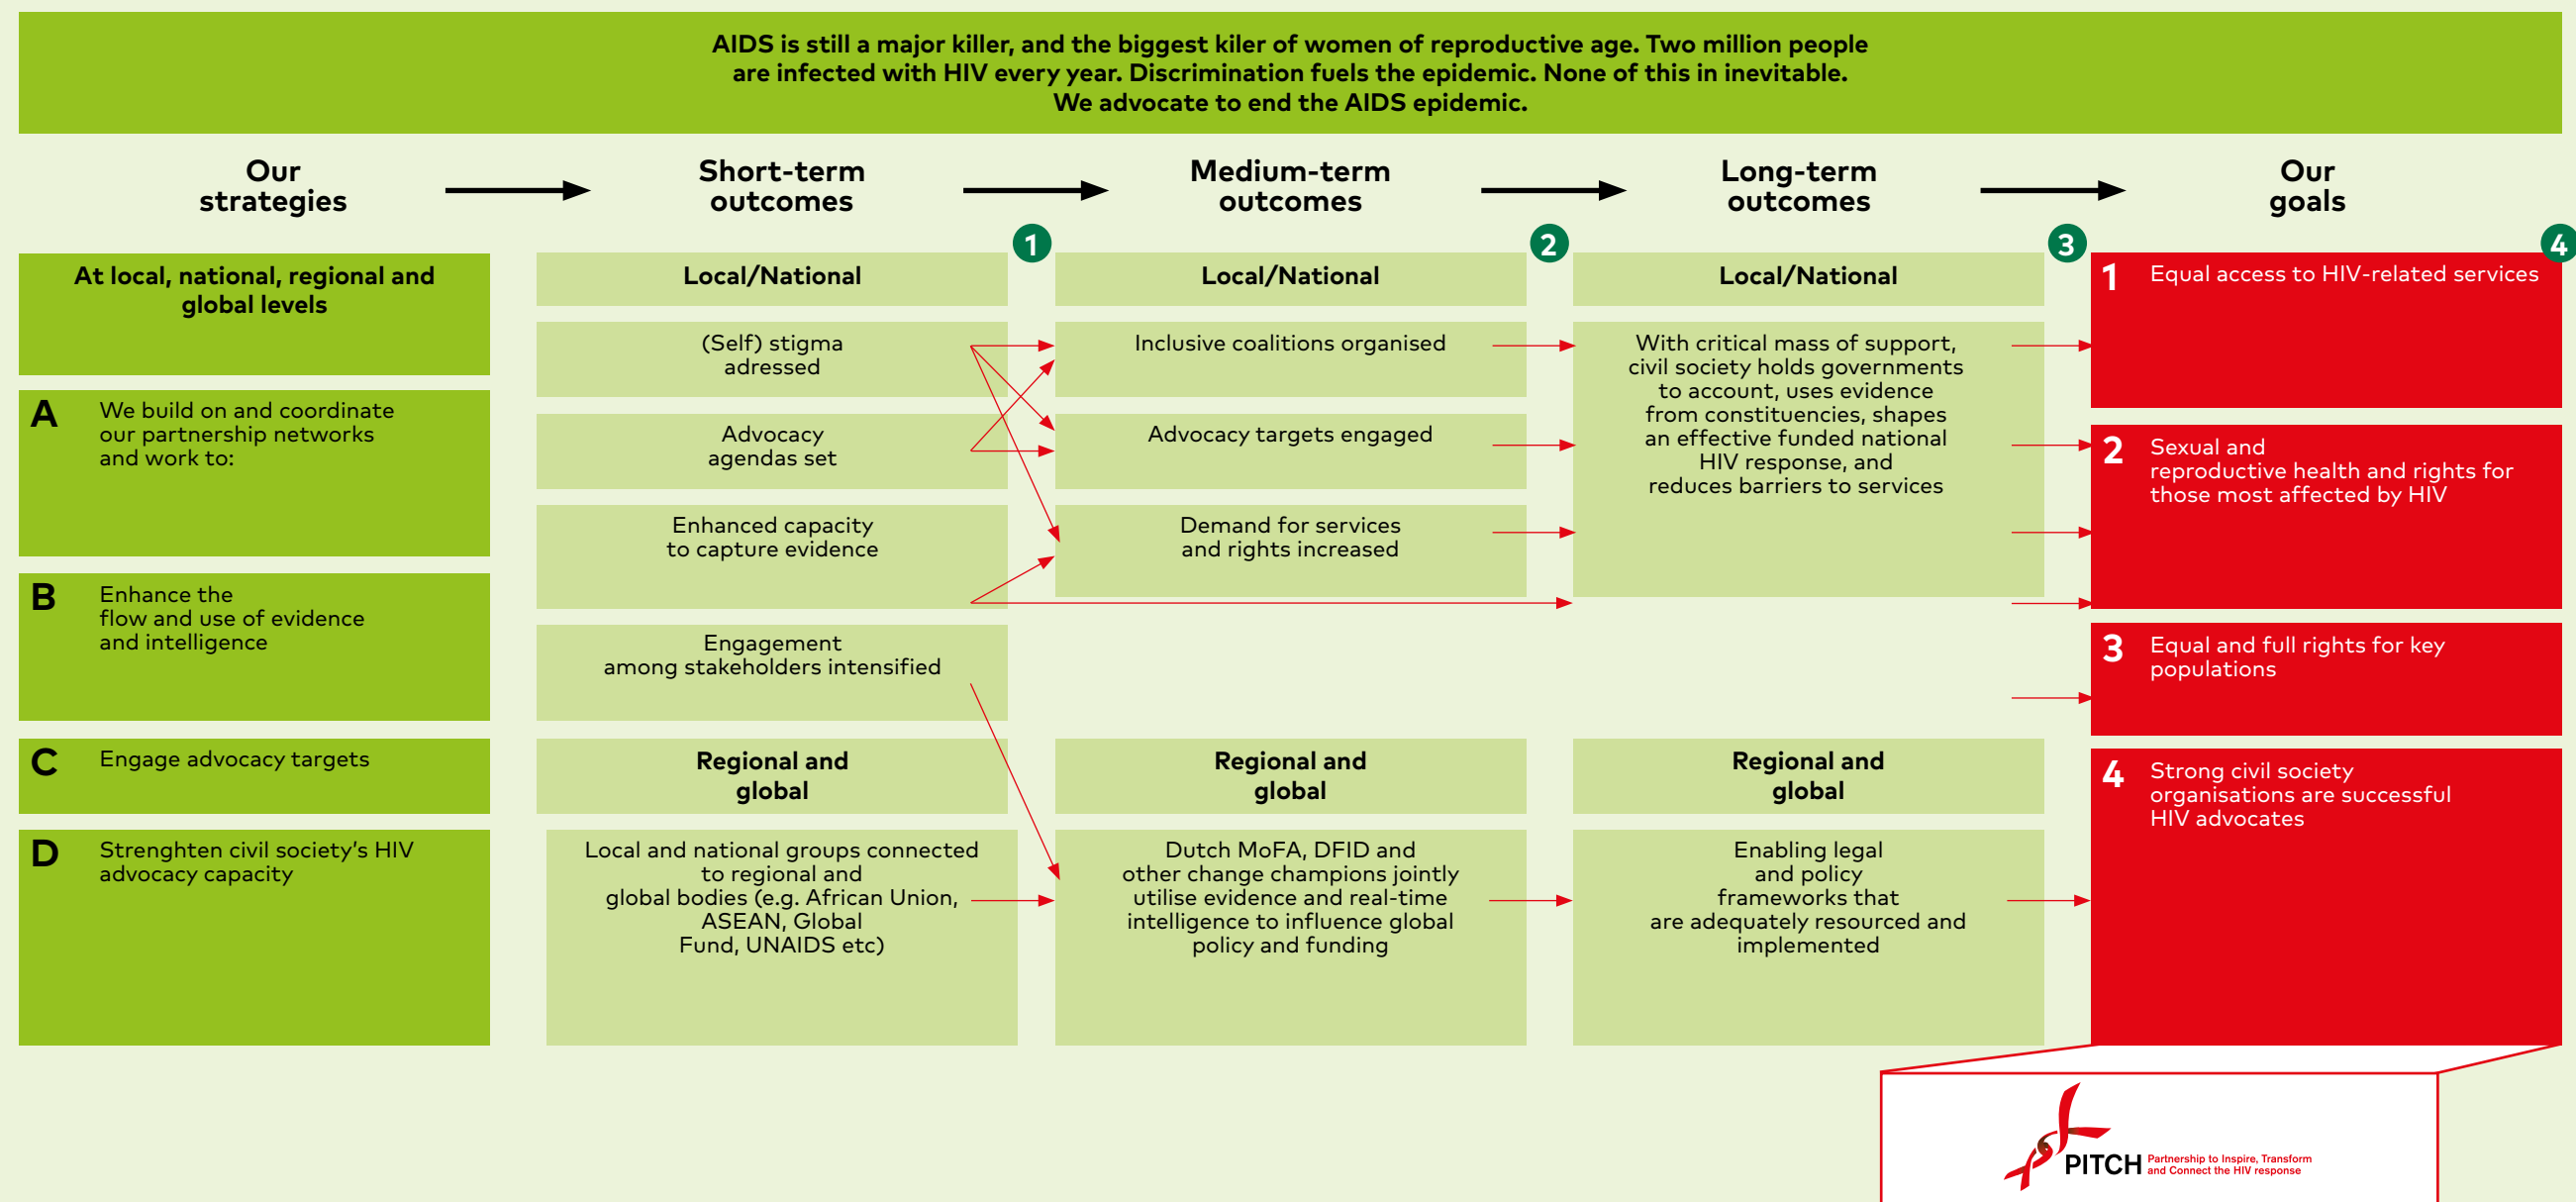 AIDS is still a major killer, and the biggest kiler of women of reproductive age. Two million people
are infected with HIV every year. Discrimination fuels the epidemic. None of this in inevitable.
We advocate to end the AIDS epidemic.
Our
strategies
Short-term
outcomes
Medium-term
outcomes
Long-term
outcomes
Our
goals
1
2
3
4
At local, national, regional and
global levels
A
We build on and coordinate
our partnership networks
and work to:
B
Enhance the
flow and use of evidence
and intelligence
C
Engage advocacy targets
D
Strenghten civil society's HIV
advocacy capacity
Local/National
(Self) stigma
adressed
Advocacy
agendas set
Enhanced capacity
to capture evidence
Engagement
among stakeholders intensified
Regional and
global
Local and national groups connected
to regional and
global bodies (e.g. African Union,
ASEAN, Global
Fund, UNAIDS etc)
Local/National
Inclusive coalitions organised
Advocacy targets engaged
Demand for services
and rights increased
Regional and
global
Dutch MoFA, DFID and
other change champions jointly
utilise evidence and real-time
intelligence to influence global
policy and funding
Local/National
With critical mass of support,
civil society holds governments
to account, uses evidence
from constituencies, shapes
an effective funded national
HIV response, and
reduces barriers to services
Regional and
global
Enabling legal
and policy
frameworks that
are adequately resourced and
implemented
1
Equal access to HIV-related services
2
Sexual and
reproductive health and rights for
those most affected by HIV
3
Equal and full rights for key
populations
4
Strong civil society
organisations are successful
HIV advocates
PITCH
Partnership to Inspire, Transform
and Connect the HIV response